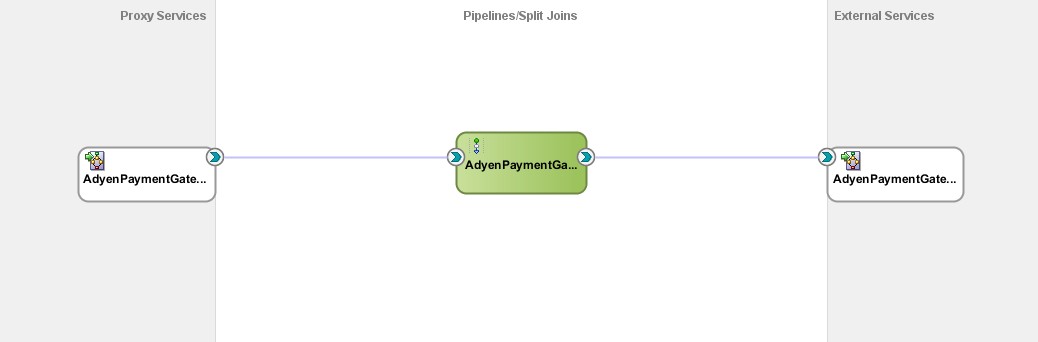 Proxy Services
Pipelines/Split Joins
External Services
AdyenPaymentGate...
AdyenPaymentGa...
AdyenPaymentGate...